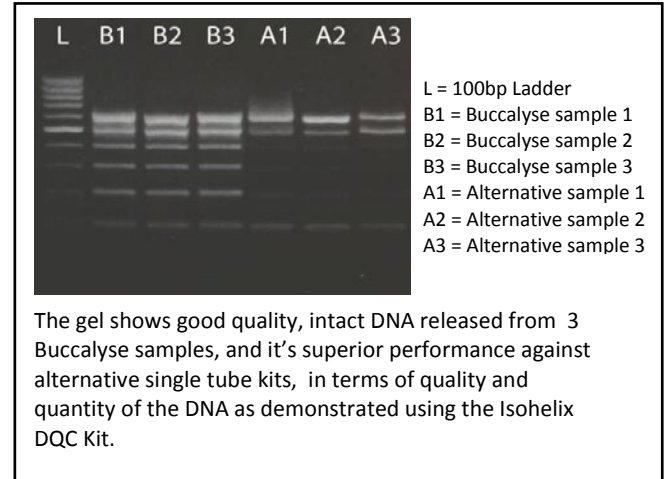 L B1 B2 B3 A1 A2 A3
L = 100bp Ladder
B1 = Buccalyse sample 1
B2 = Buccalyse sample 2
B3 = Buccalyse sample 3
A1 = Alternative sample 1
A2 = Alternative sample 2
A3 = Alternative sample 3
The gel shows good quality, intact DNA released from 3
Buccalyse samples, and it’s superior performance against
alternative single tube kits, in terms of quality and
quantity of the DNA as demonstrated using the Isohelix
DQC Kit.